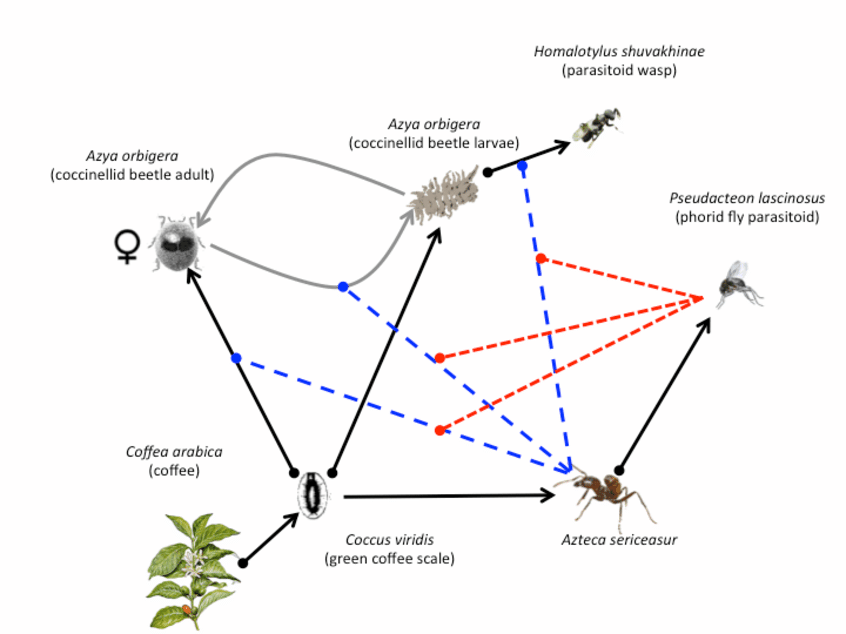 Homalotylus shuvakhinae
(parasitoid wasp)
Azya orbigera
(coccinellid beetle larvae)
Azya orbigera
(coccinellid beetle adult)
Pseudacteon lascinosus
(phorid fly parasitoid)
Coffea arabica
(coffee)
Coccus viridis
(green coffee scale)
Azteca sericeasur